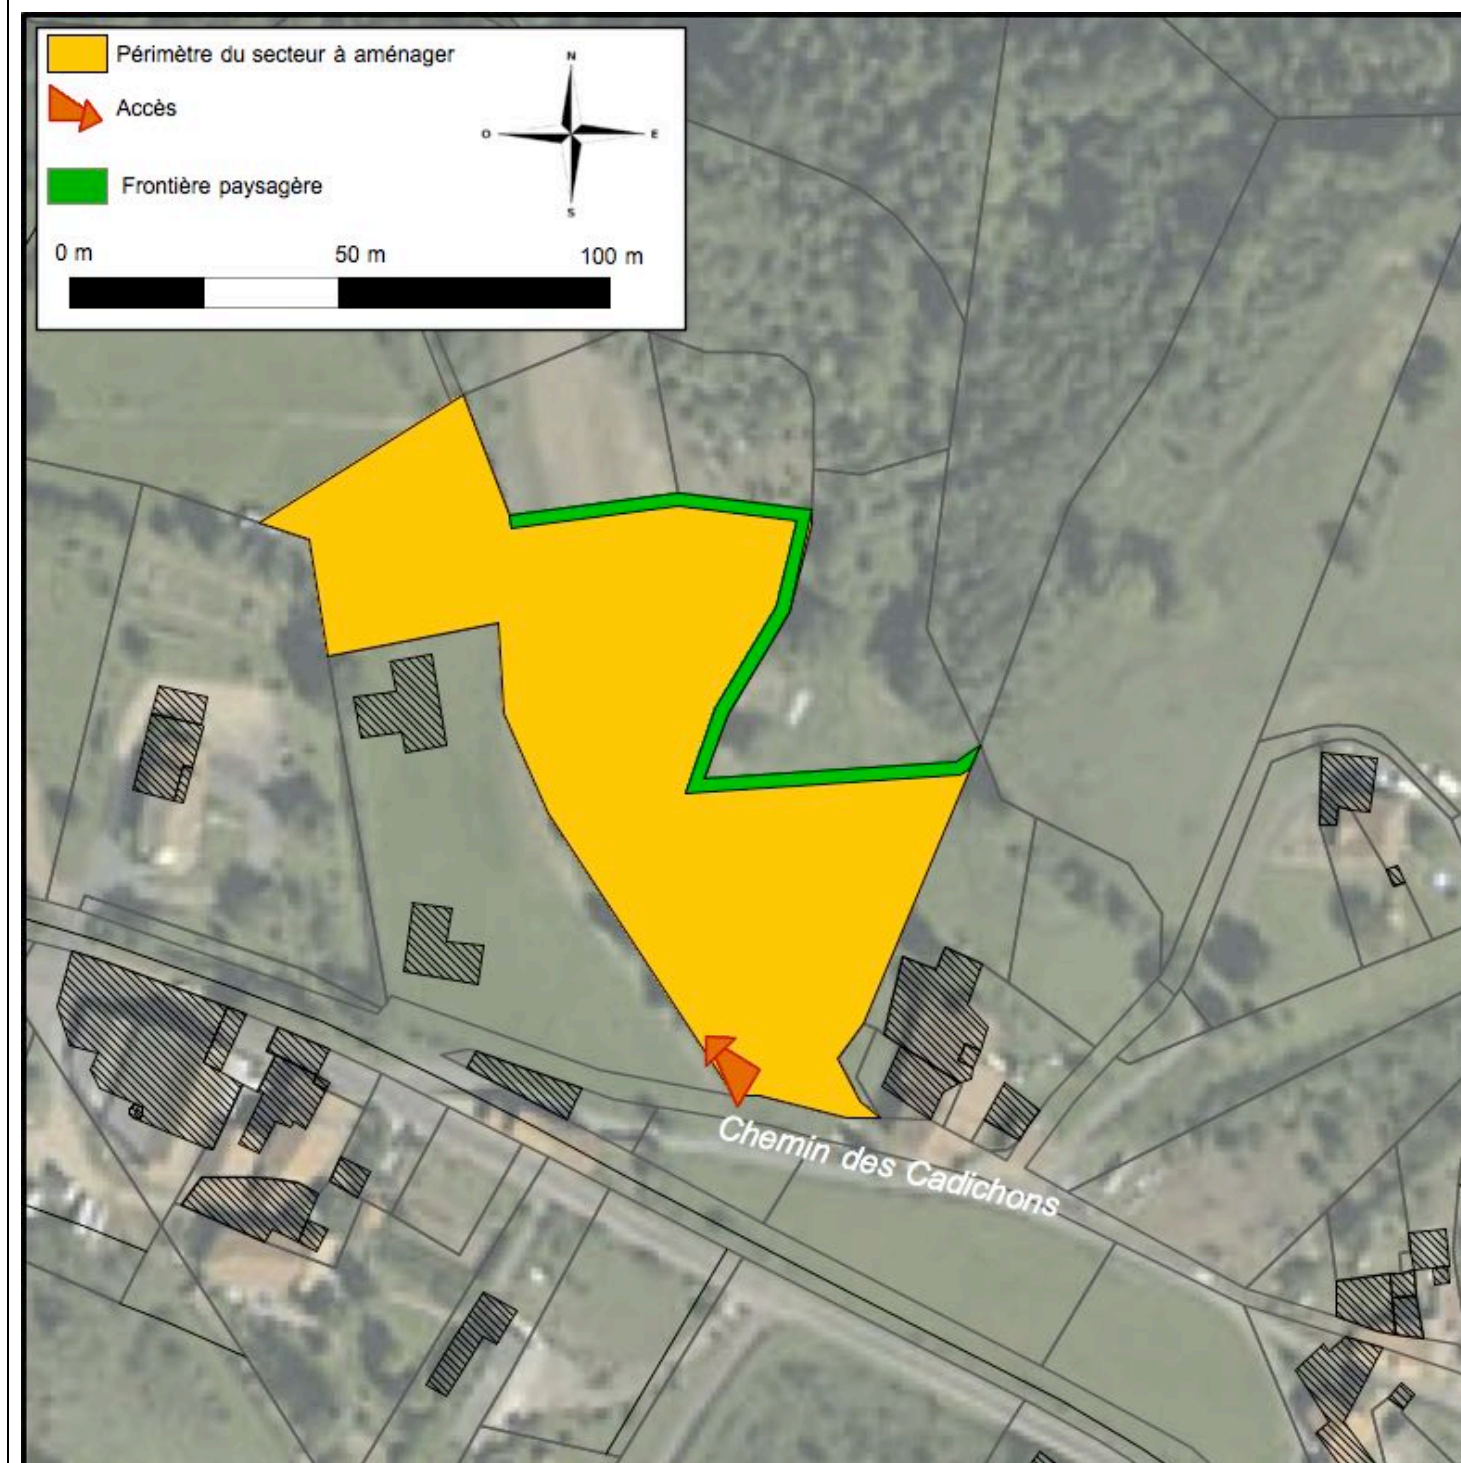 Périmètre du secteur à aménager
Accès
Frontière paysagère
N
O E
S
0 m 50 m 100 m
Chemin des Cadichons